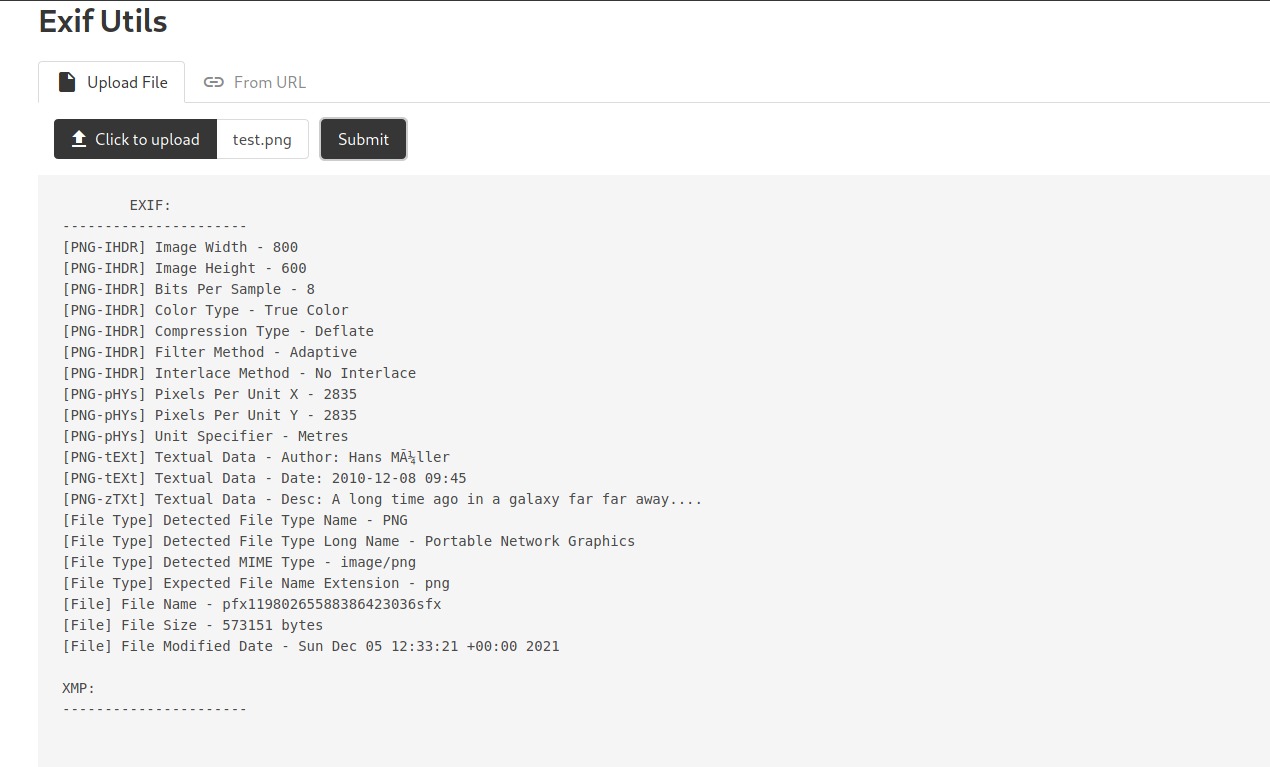 Exif Utils
Upload File From URL
Click to upload test.png Submit
EXIF:
----------------------
[PNG-IHDR] Image Width - 800
[PNG-IHDR] Image Height - 600
[PNG-IHDR] Bits Per Sample - 8
[PNG-IHDR] Color Type - True Color
[PNG-IHDR] Compression Type - Deflate
[PNG-IHDR] Filter Method - Adaptive
[PNG-IHDR] Interlace Method - No Interlace
[PNG-pHYs] Pixels Per Unit X - 2835
[PNG-pHYs] Pixels Per Unit Y - 2835
[PNG-pHYs] Unit Specifier - Metres
[PNG-tEXt] Textual Data - Author: Hans MÃ¼ller
[PNG-tEXt] Textual Data - Date: 2010-12-08 09:45
[PNG-zTXt] Textual Data - Desc: A long time ago in a galaxy far far away....
[File Type] Detected File Type Name - PNG
[File Type] Detected File Type Long Name - Portable Network Graphics
[File Type] Detected MIME Type - image/png
[File Type] Expected File Name Extension - png
[File] File Name - pfx11980265588386423036sfx
[File] File Size - 573151 bytes
[File] File Modified Date - Sun Dec 05 12:33:21 +00:00 2021
XMP:
----------------------